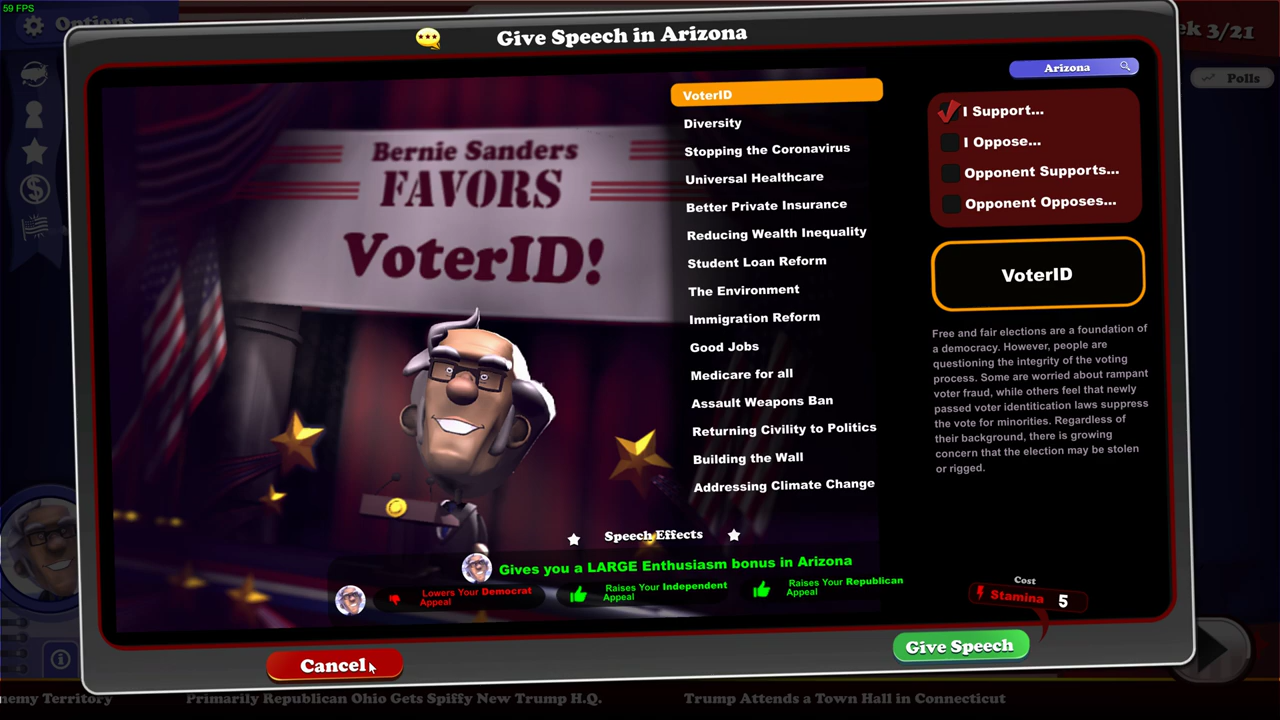 59 FPS
Options
Give Speech in Arizona
ek 3/21
Polls
Arizona
VoterID
Diversity
Stopping the Coronavirus
Universal Healthcare
Better Private Insurance
Reducing Wealth Inequality
Student Loan Reform
The Environment
Immigration Reform
Good Jobs
Medicare for all
Assault Weapons Ban
Returning Civility to Politics
Building the Wall
Addressing Climate Change
I Support...
I Oppose...
Opponent Supports...
Opponent Opposes...
Bernie Sanders
FAVORS
VoterID!
VoterID
Free and fair elections are a foundation of
a democracy. However, people are
questioning the integrity of the voting
process. Some are worried about rampant
voter fraud, while others feel that newly
passed voter identitication laws suppress
the vote for minorities. Regardless of
their background, there is growing
concern that the election may be stolen
or rigged.
Speech Effects
Gives you a LARGE Enthusiasm bonus in Arizona
Lowers Your Democrat
Appeal
Raises Your Independent
Appeal
Raises Your Republican
Appeal
Cost
Stamina 5
Cancel
Give Speech
nemy Territory
Primarily Republican Ohio Gets Spiffy New Trump H.Q.
Trump Attends a Town Hall in Connecticut